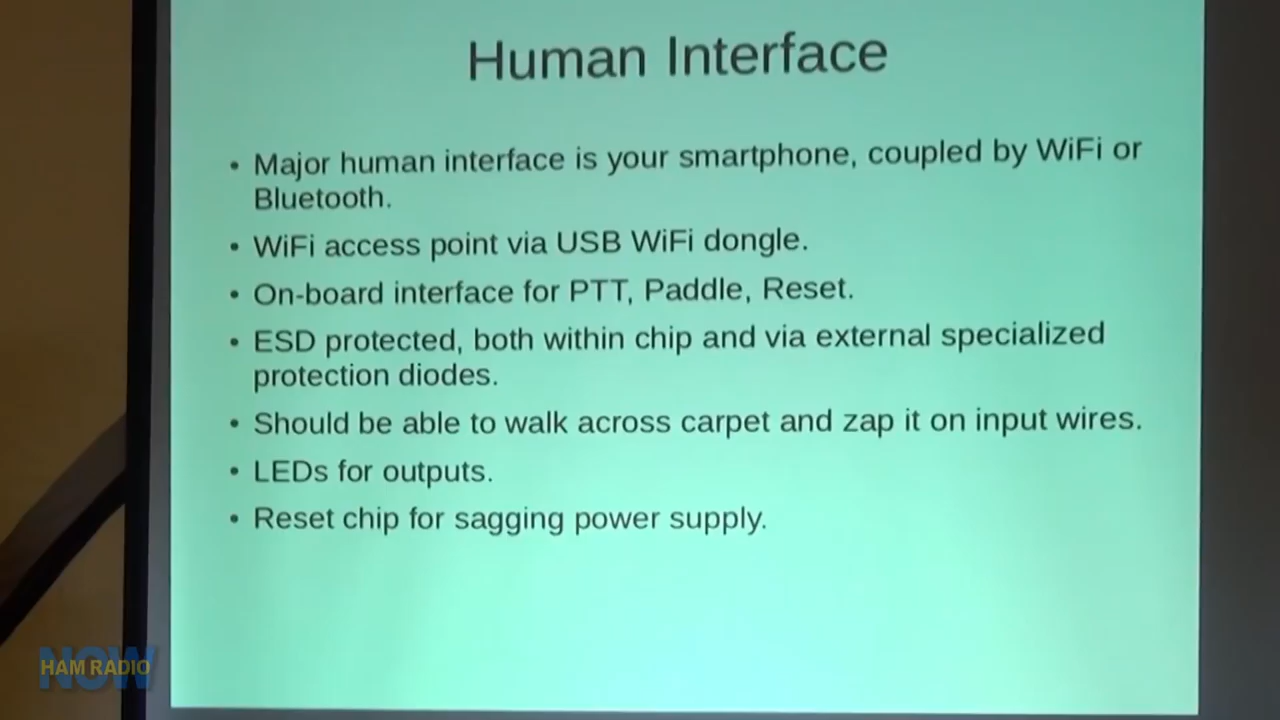 Human Interface
• Major human interface is your smartphone, coupled by WiFi or
Bluetooth.
• WiFi access point via USB WiFi dongle.
• On-board interface for PTT, Paddle, Reset.
• ESD protected, both within chip and via external specialized
protection diodes.
• Should be able to walk across carpet and zap it on input wires.
• LEDs for outputs.
• Reset chip for sagging power supply.
HAM RADIO
NOW